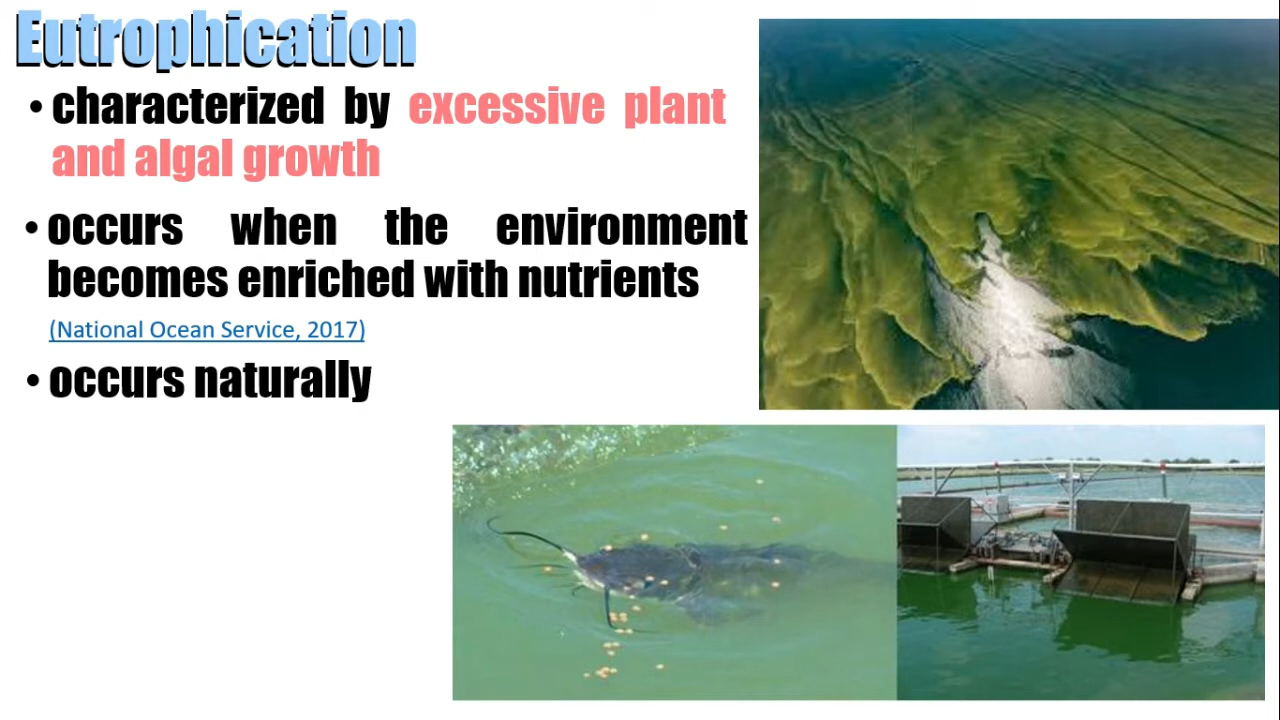 Eutrophication
• characterized by excessive plant
and algal growth
• occurs when the environment
becomes enriched with nutrients
(National Ocean Service, 2017)
• occurs naturally